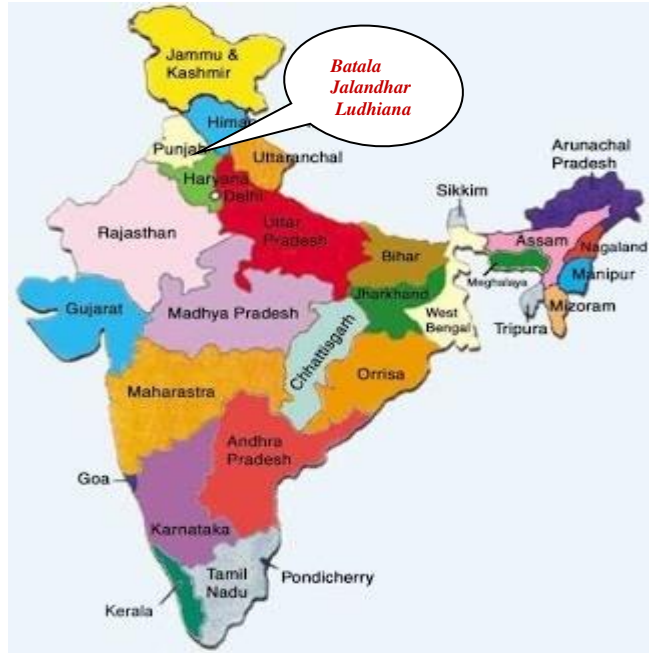 Jammu &
Kashmir
Batala
Jalandhar
Ludhiana
Himac
Punjab
Uttaranchal
Haryana
Delhi
Arunachal
Pradesh
Sikkim
Rajasthan
Uttar
Pradesh
Bihar
Assam
Nagaland
Meghalaya
Manipur
Gujarat
Madhya Pradesh
Jharkhand
West
Bengal
Tripura
Mizoram
Chhattisgarh
Orrisa
Maharastra
Andhra
Pradesh
Goa
Karnataka
Tamil
Nadu
Pondicherry
Kerala